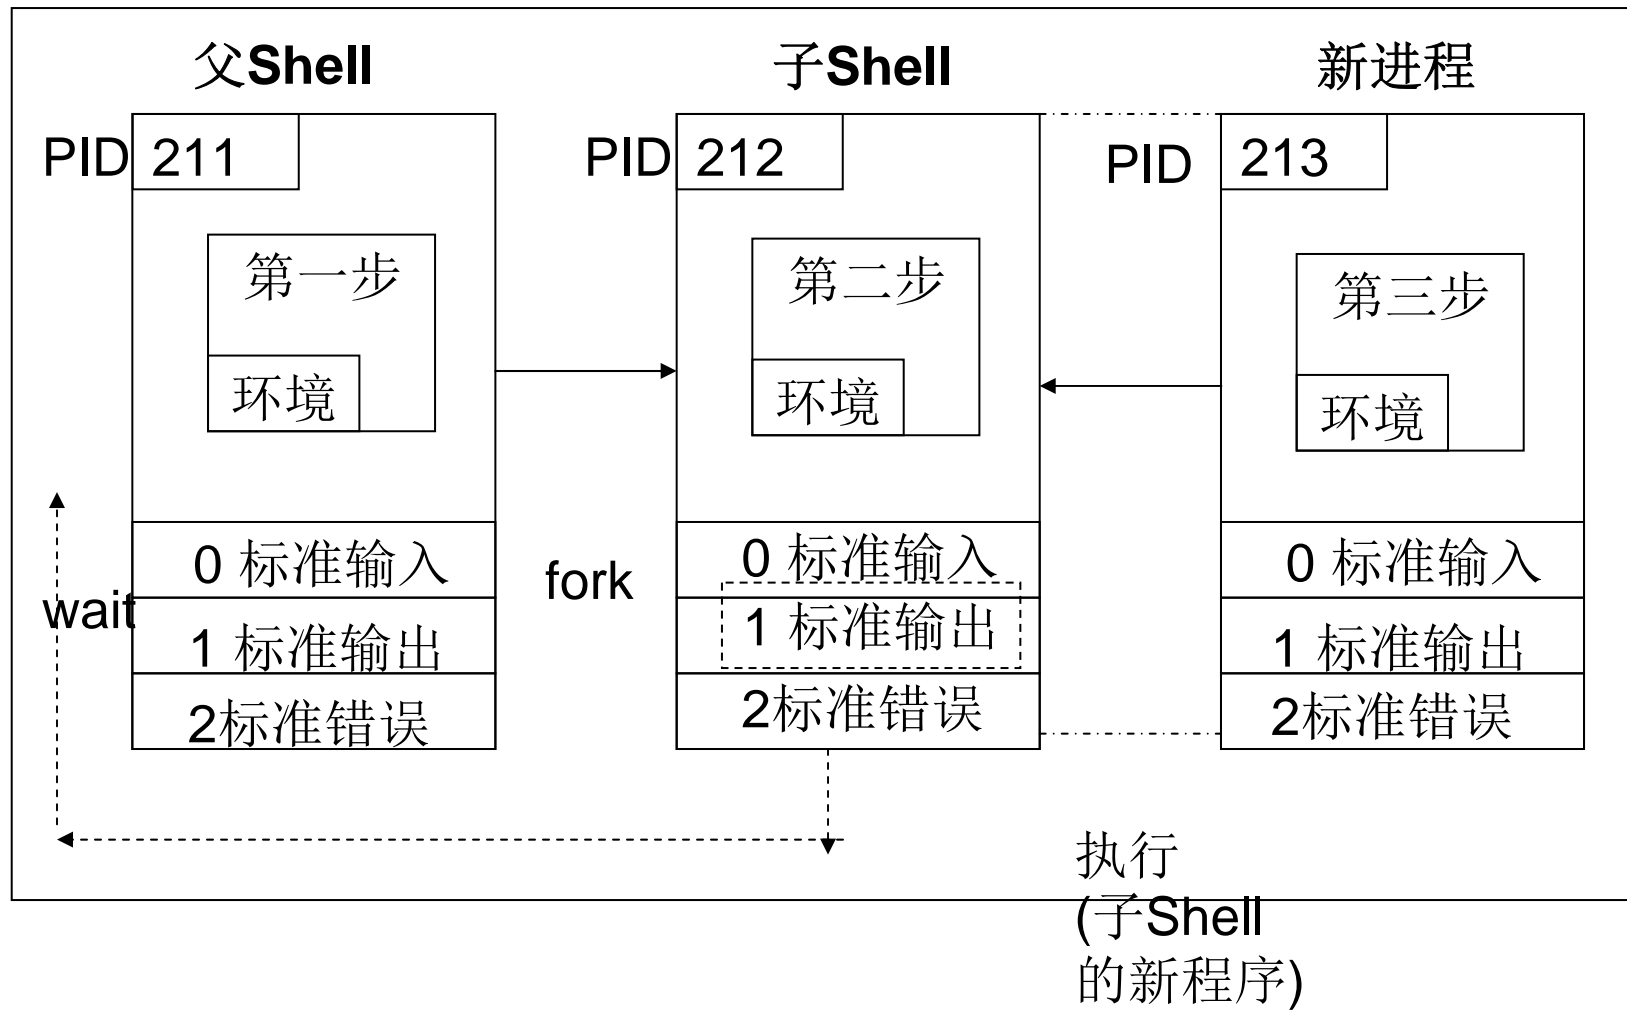 父Shell
子Shell
新进程
PID 211
PID 212
PID 213
第一步
第二步
第三步
环境
环境
环境
0 标准输入
1 标准输出
2标准错误
fork
0 标准输入
1 标准输出
2标准错误
0 标准输入
1 标准输出
2标准错误
wait
执行
(子Shell
的新程序)